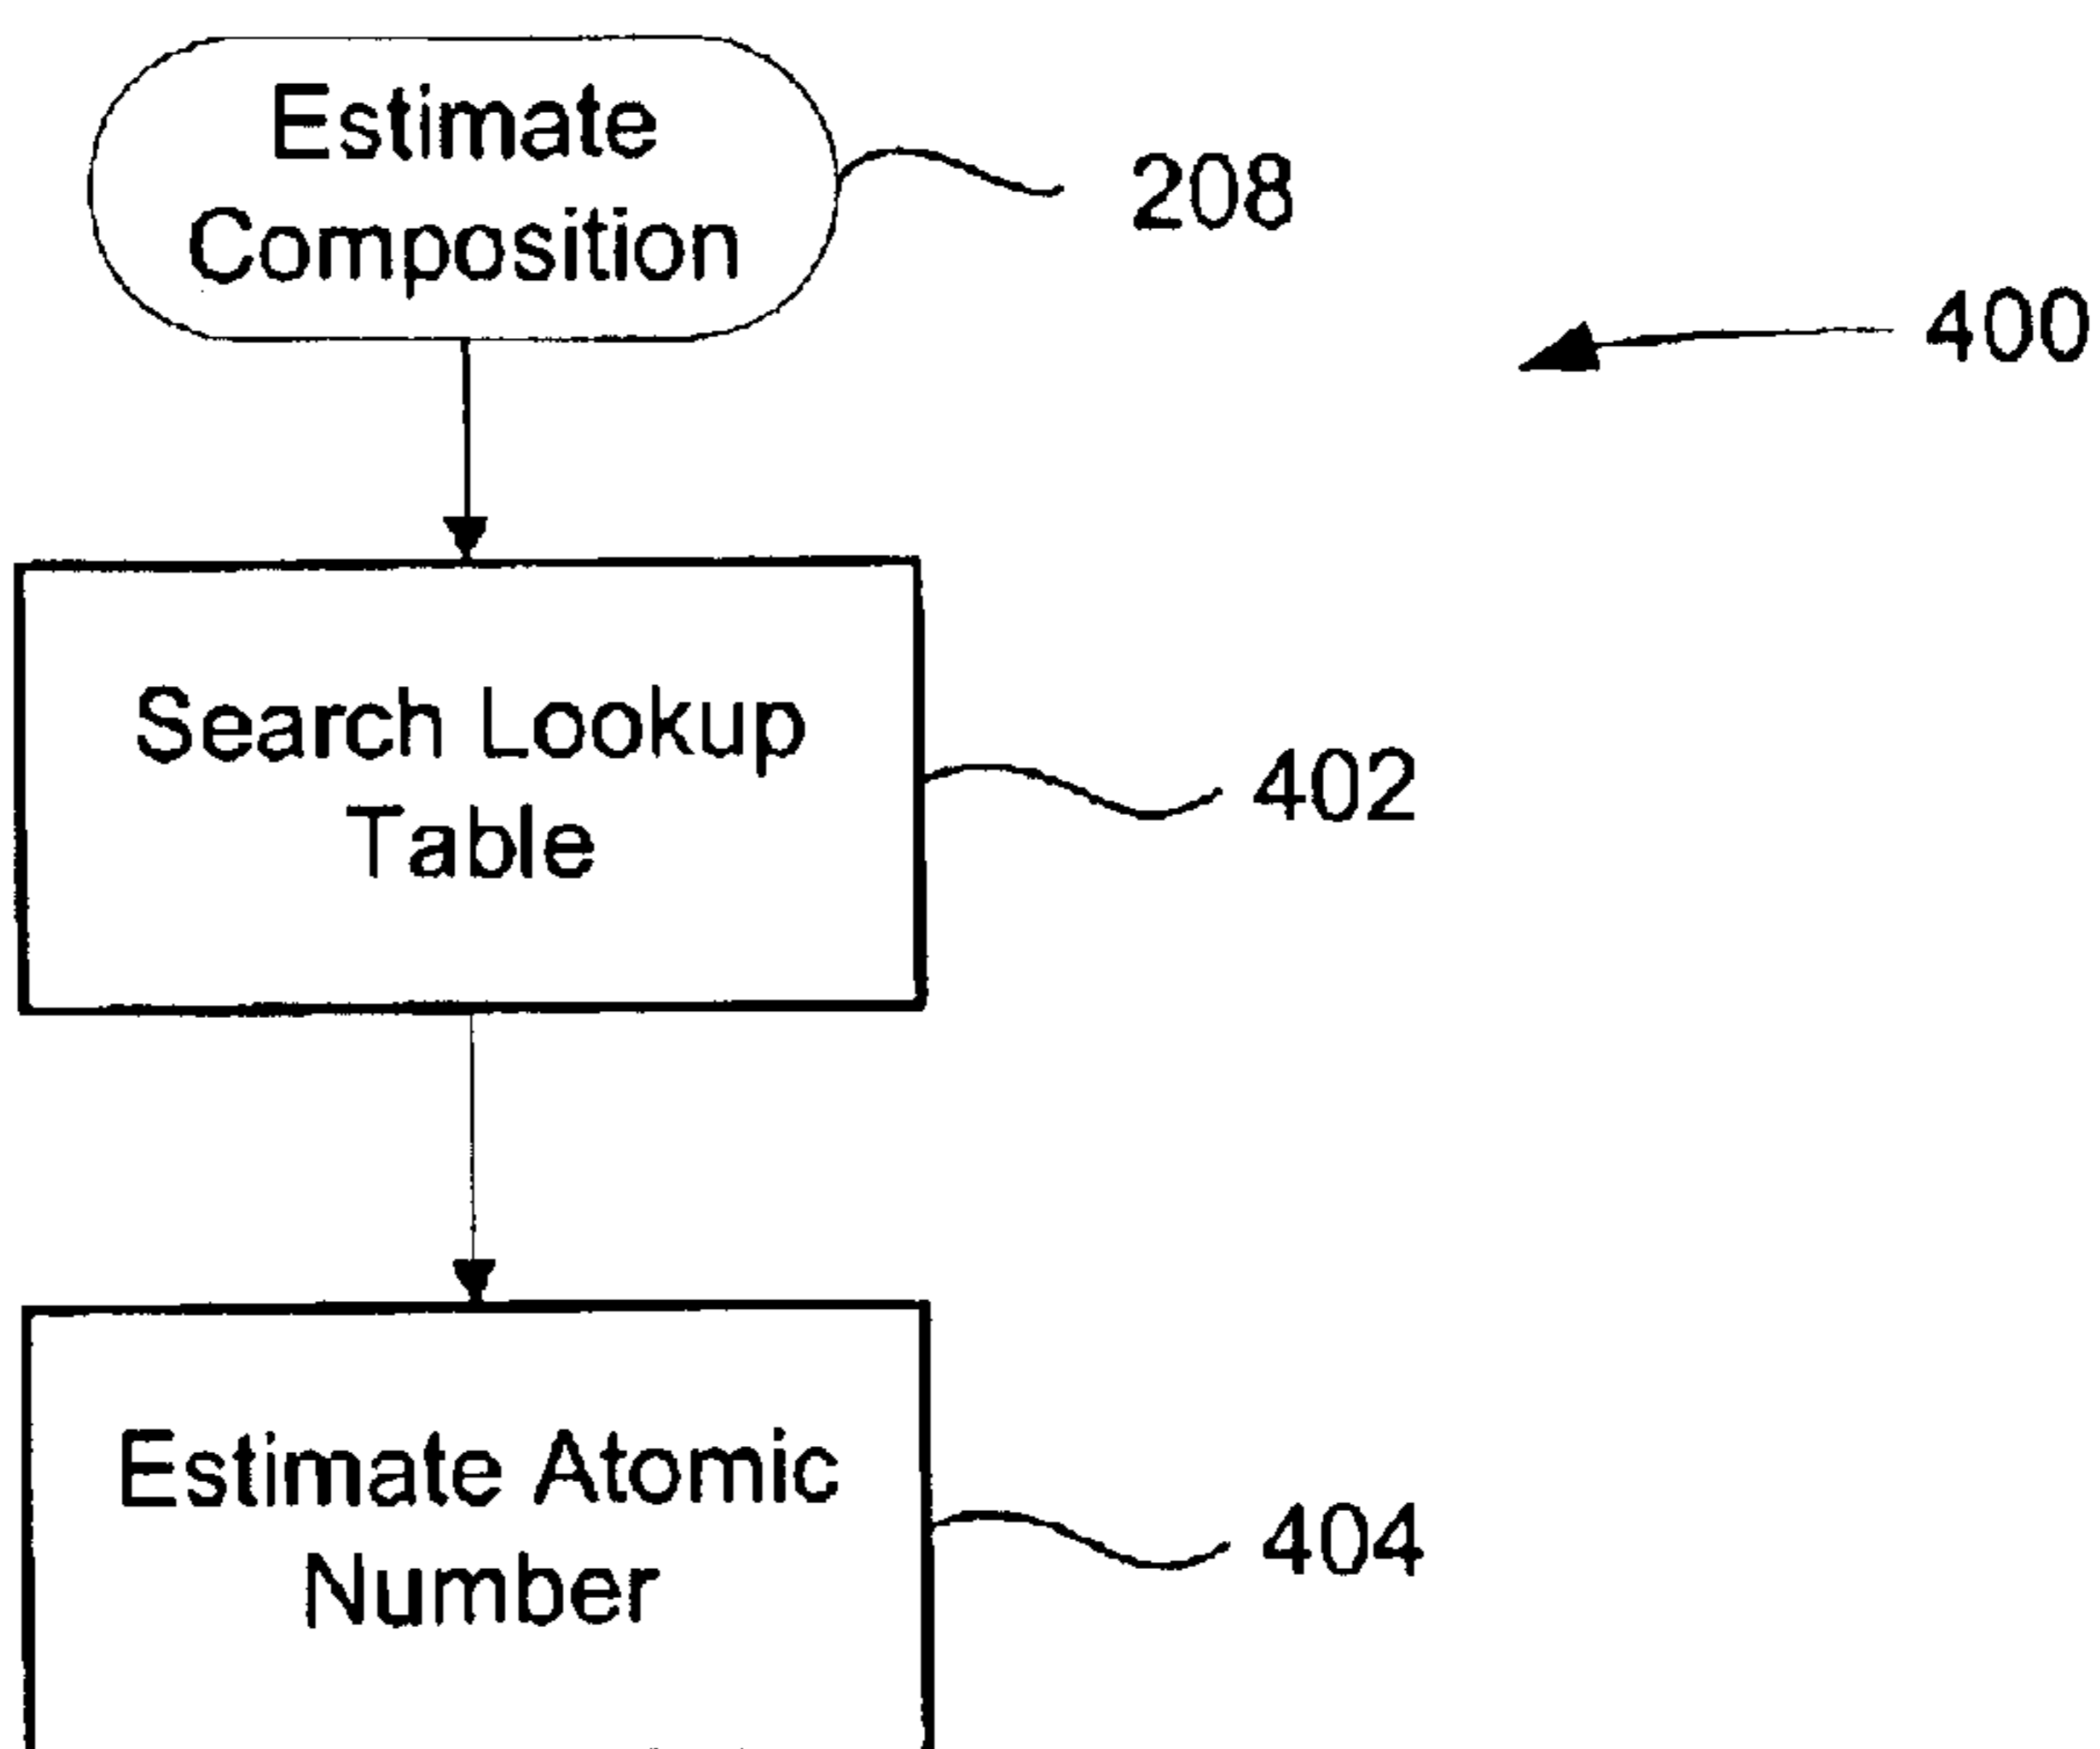 Estimate
Composition
208
400
Search Lookup
Table
402
Estimate Atomic
Number
404